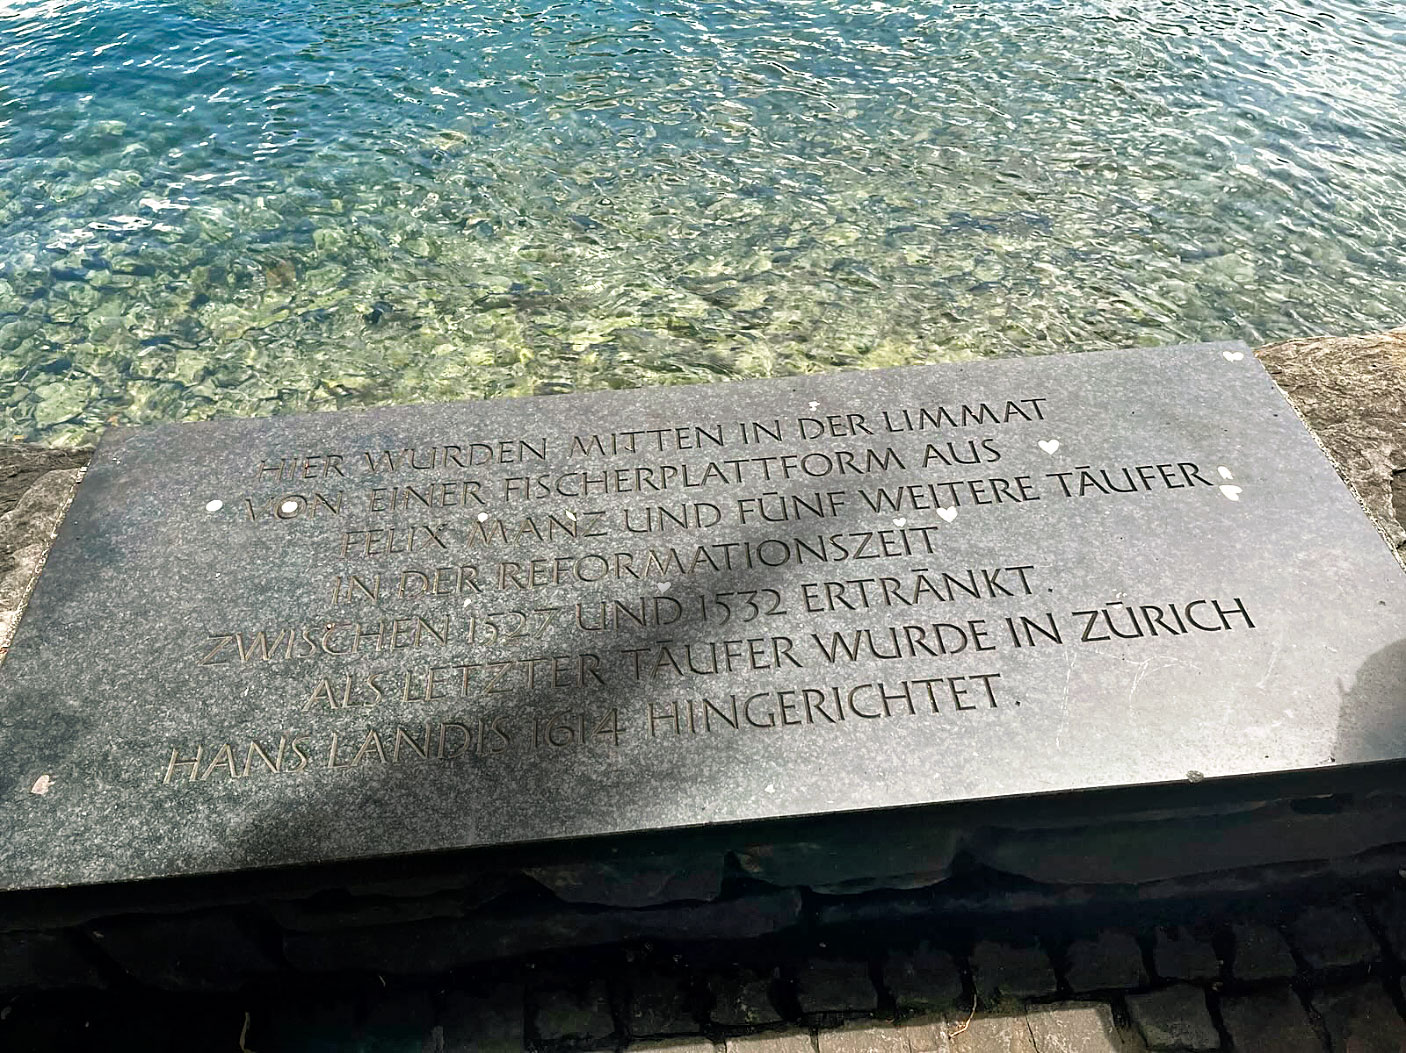 HIER WURDEN MITTEN IN DER LIMMAT
VON EINER FISCHERPLATTFORM AUS
FELIX MANZ UND FÜNF WEITERE TÄUFER
IN DER REFORMATIONSZEIT
ZWISCHEN 1527 UND 1532 ERTRÄNKT.
ALS LETZTER TÄUFER WURDE IN ZÜRICH
HANS LANDIS 1614 HINGERICHTET.